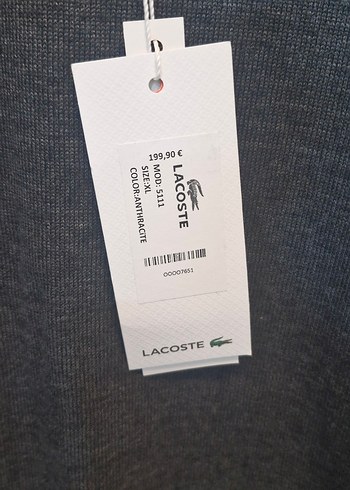 199,90 €
LACOSTE
MOD: 5111
SIZE:XL
COLOR:ANTHRACITE
00007651
LACOSTE